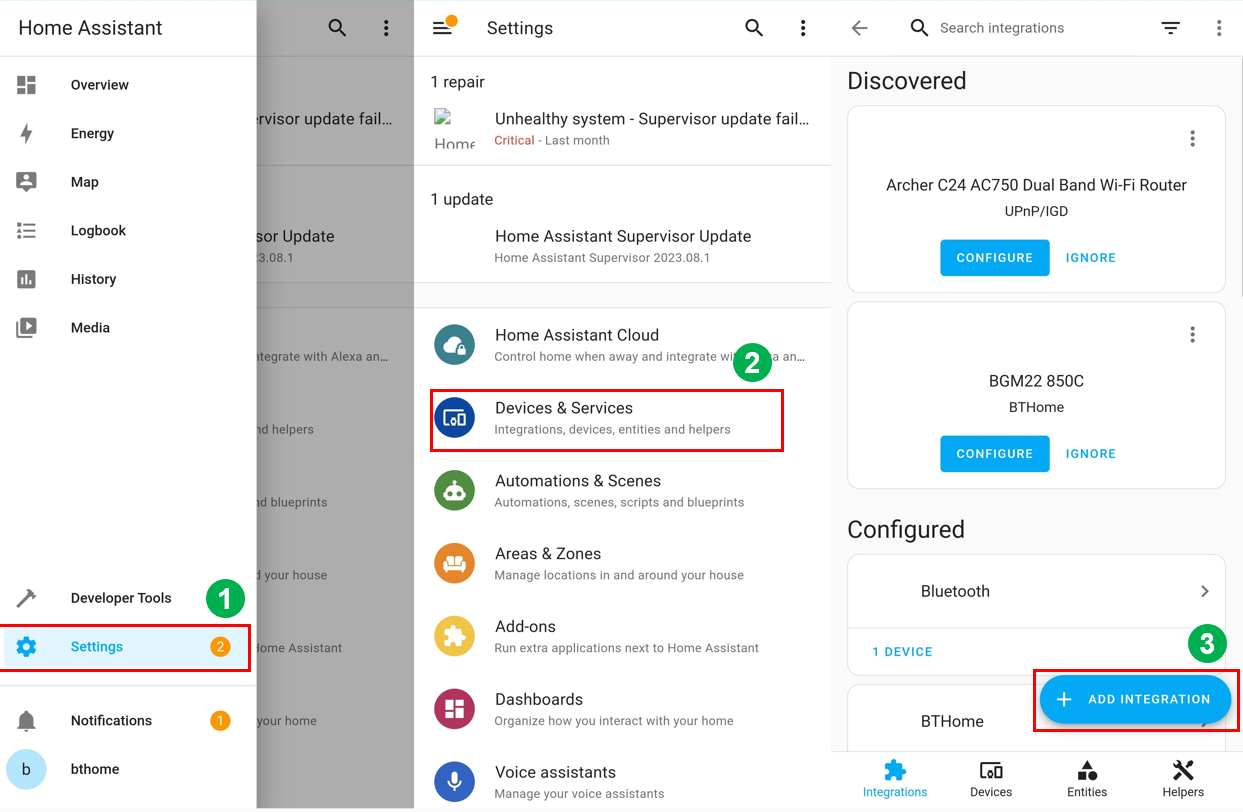 Home Assistant
Overview
Energy
Map
Logbook
History
Media
Developer Tools
1
Settings
2
Notifications
1
b
bthome
rvisor update fail...
sor Update
3.08.1
ntegrate with Alexa an...
nd helpers
nd blueprints
d your house
Home Assistant
your home
Settings
1 repair
Home
Unhealthy system - Supervisor update fail...
Critical - Last month
1 update
Home Assistant Supervisor Update
Home Assistant Supervisor 2023.08.1
Home Assistant Cloud
Control home when away and integrate wi a an...
2
Devices & Services
Integrations, devices, entities and helpers
Automations & Scenes
Automations, scenes, scripts and blueprints
Areas & Zones
Manage locations in and around your house
Add-ons
Run extra applications next to Home Assistant
Dashboards
Organize how you interact with your home
Voice assistants
Manage your voice assistants
Search integrations
Discovered
Archer C24 AC750 Dual Band Wi-Fi Router
UPnP/IGD
CONFIGURE IGNORE
BGM22 850C
BTHome
CONFIGURE IGNORE
Configured
Bluetooth
1 DEVICE
3
ADD INTEGRATION
BTHome
Integrations Devices Entities Helpers